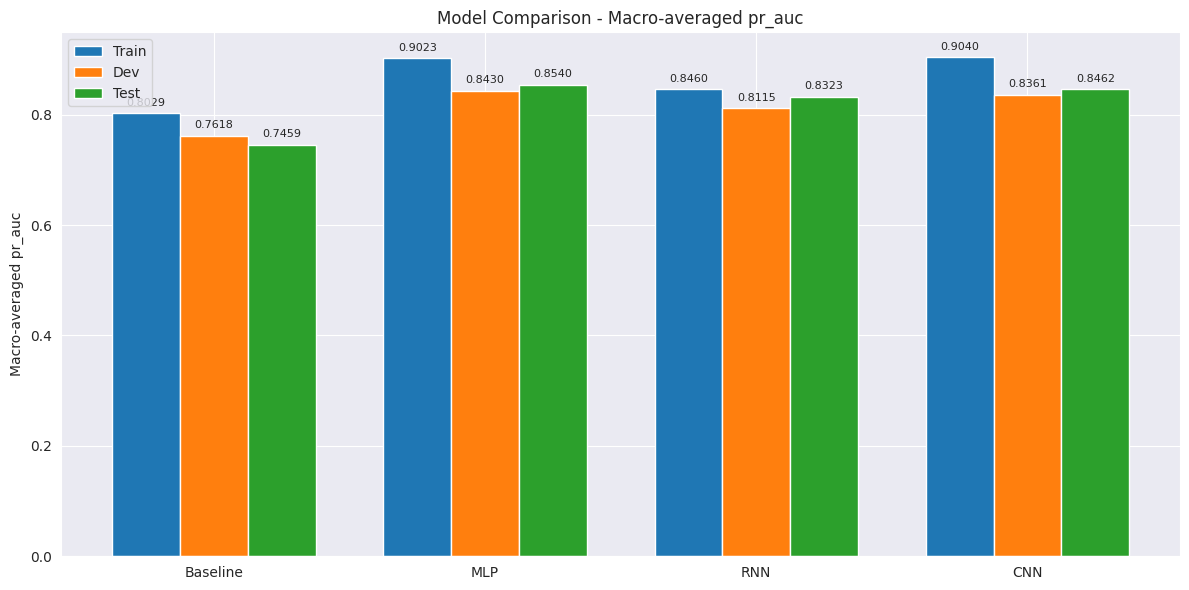 Model Comparison - Macro-averaged pr_auc
Train
Dev
Test
Macro-averaged pr_auc
0.8
0.6
0.4
0.2
0.0
0.8029
0.7618
0.7459
0.9023
0.8430
0.8540
0.8460
0.8115
0.8323
0.9040
0.8361
0.8462
Baseline
MLP
RNN
CNN